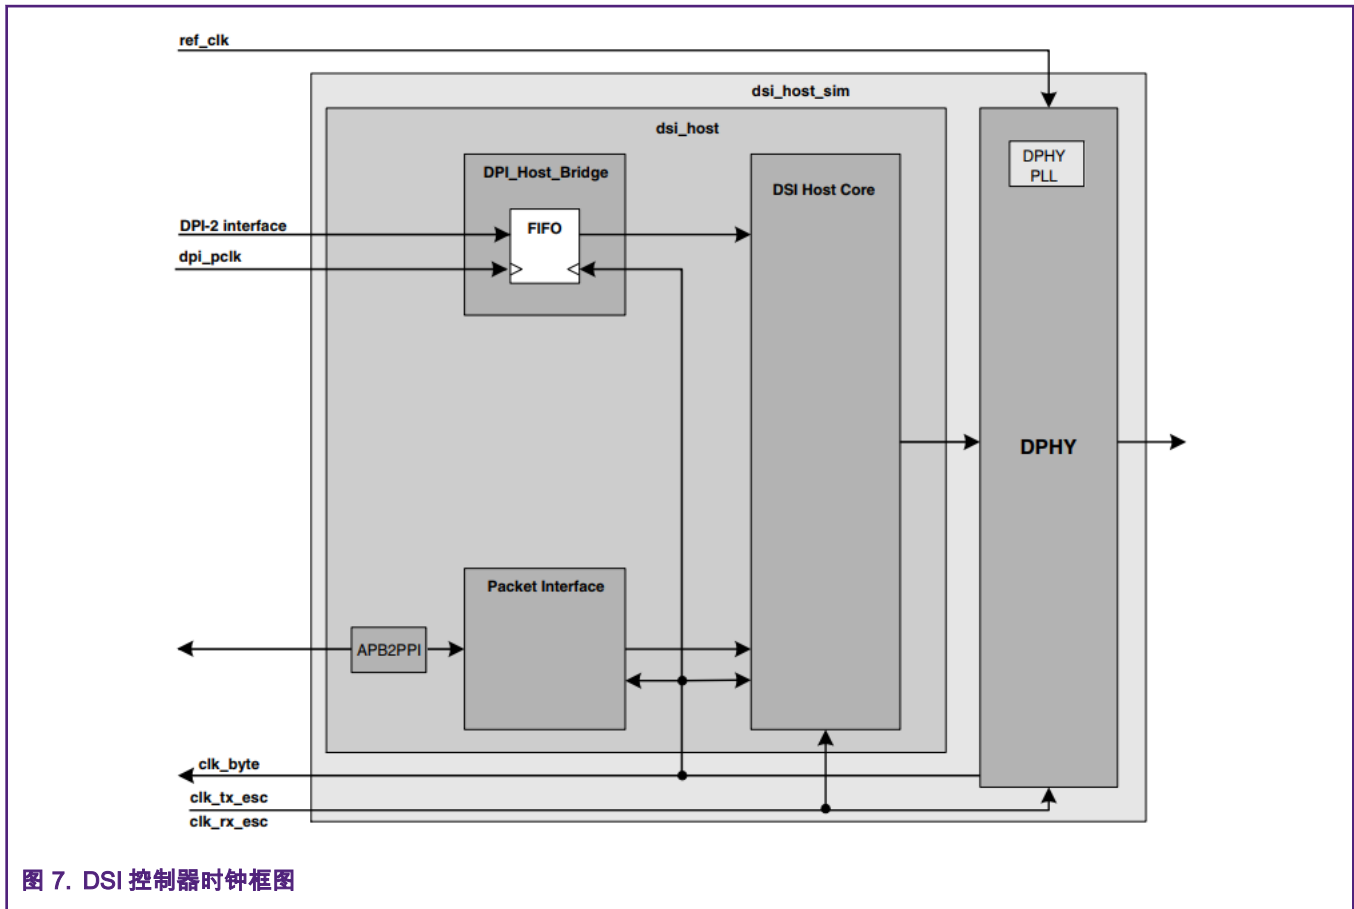 ref_clk
dsi_host_sim
dsi_host
DPI_Host_Bridge
FIFO
DSI Host Core
DPHY
PLL
DPI-2 interface
dpi_pclk
DPHY
Packet Interface
APB2PPI
clk_byte
clk_tx_esc
clk_rx_esc
图 7. DSI 控制器时钟框图